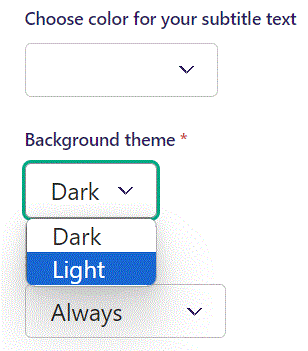 Choose color for your subtitle text
Background theme *
Dark
Dark
Light
Always